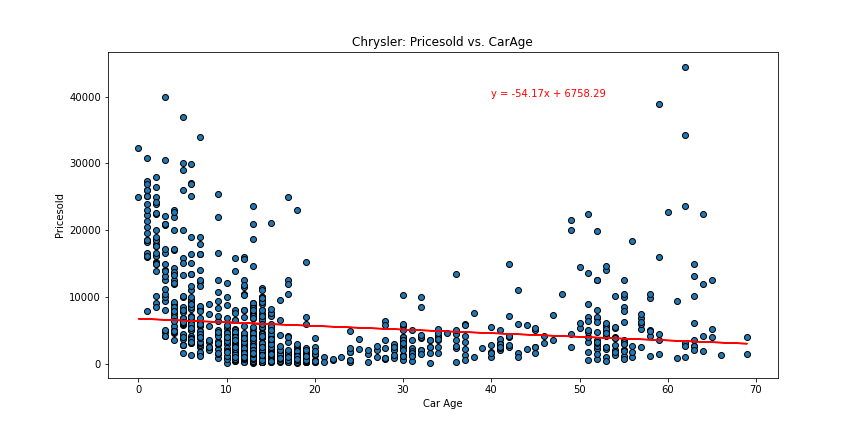 Chrysler: Pricesold vs. CarAge
y = -54.17x + 6758.29
40000
30000
20000
10000
0
Pricesold
0 10 20 30 40 50 60 70
Car Age